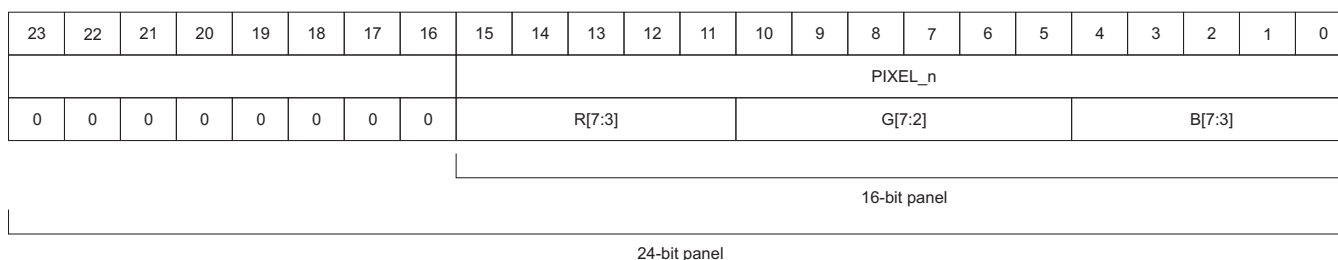 23 22 21 20 19 18 17 16 15 14 13 12 11 10 9 8 7 6 5 4 3 2 1 0
PIXEL_n
0 0 0 0 0 0 0 0 R[7:3] G[7:2] B[7:3]
16-bit panel
24-bit panel